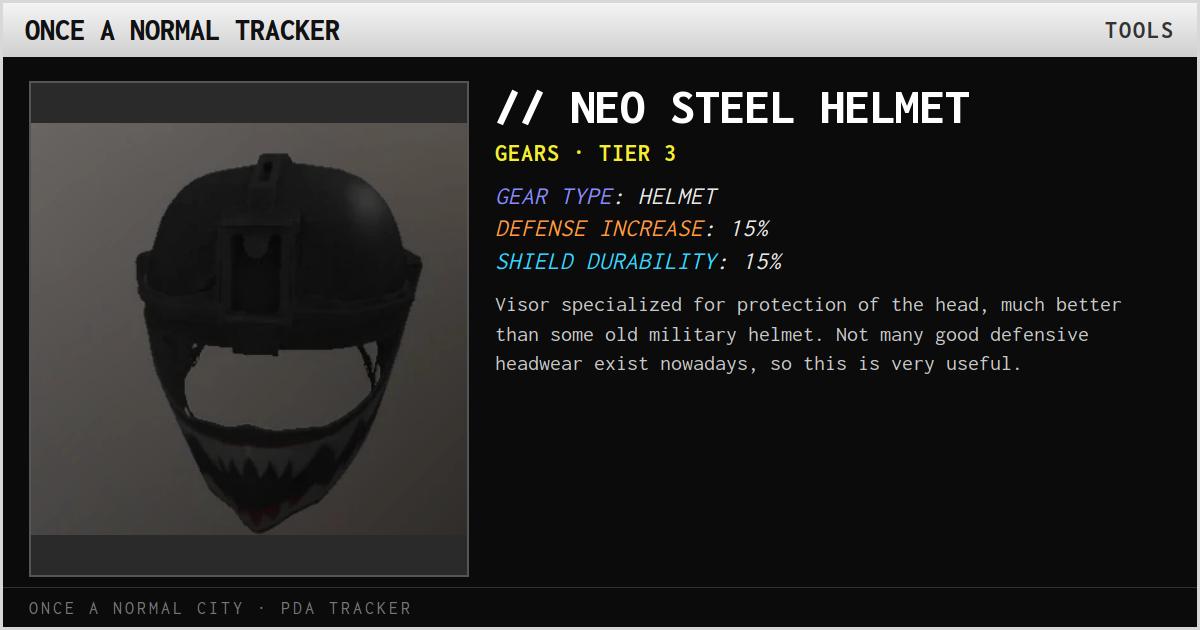 ONCE A NORMAL TRACKER
TOOLS
// NEO STEEL HELMET
GEARS · TIER 3
GEAR TYPE: HELMET
DEFENSE INCREASE: 15%
SHIELD DURABILITY: 15%
Visor specialized for protection of the head, much better
than some old military helmet. Not many good defensive
headwear exist nowadays, so this is very useful.
ONCE A NORMAL CITY · PDA TRACKER